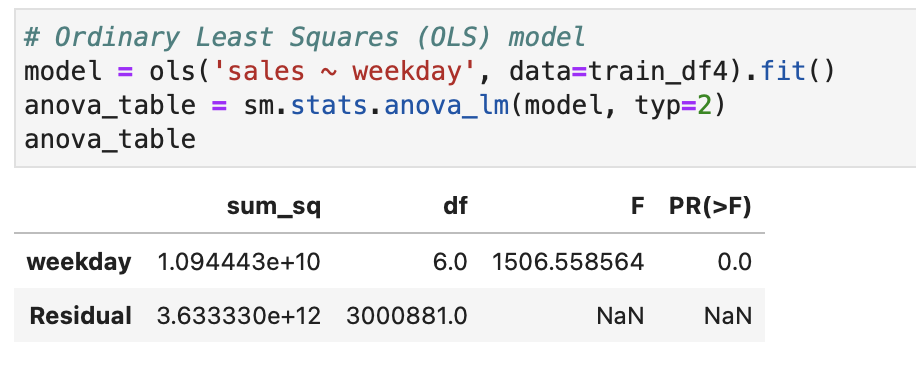 # Ordinary Least Squares (OLS) model
model = ols('sales ~ weekday', data=train_df4).fit()
anova_table = sm.stats.anova_lm(model, typ=2)
anova_table
sum_sq df F PR(>F)
weekday 1.094443e+10 6.0 1506.558564 0.0
Residual 3.633330e+12 3000881.0 NaN NaN